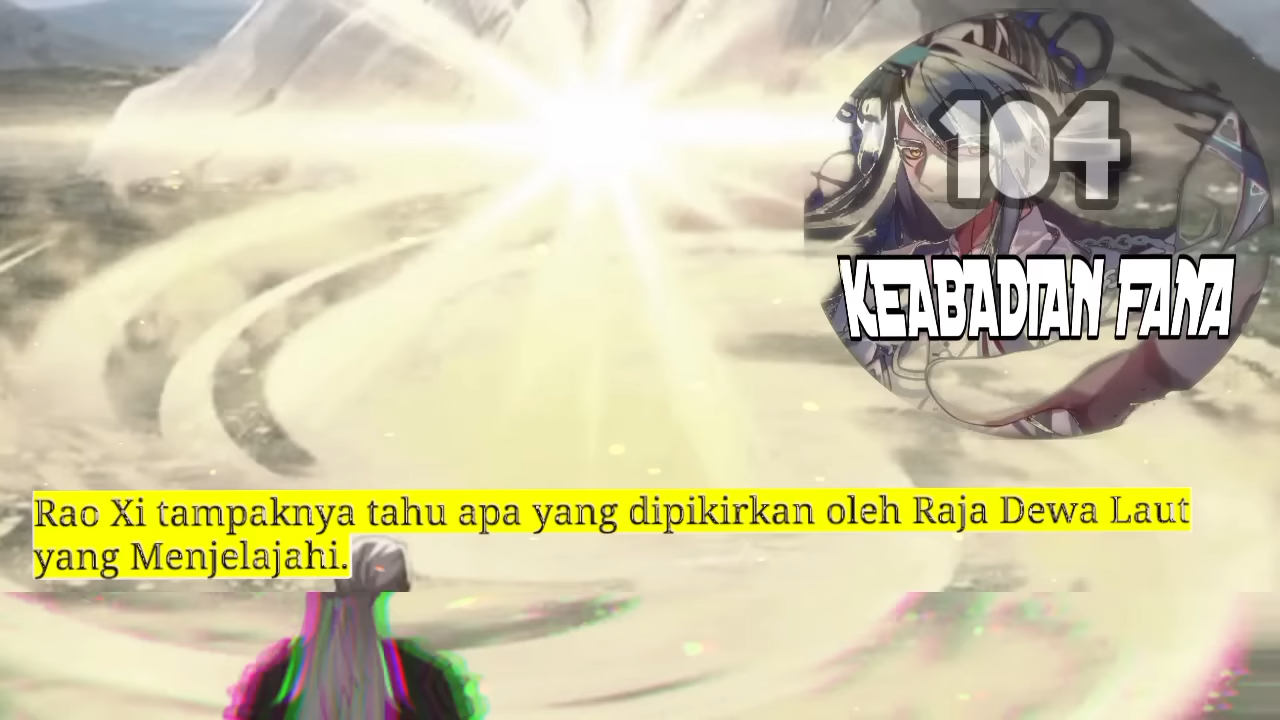 104
KEABADIAN FANA
Rao Xi tampaknya tahu apa yang dipikirkan oleh Raja Dewa Laut
yang Menjelajahi.